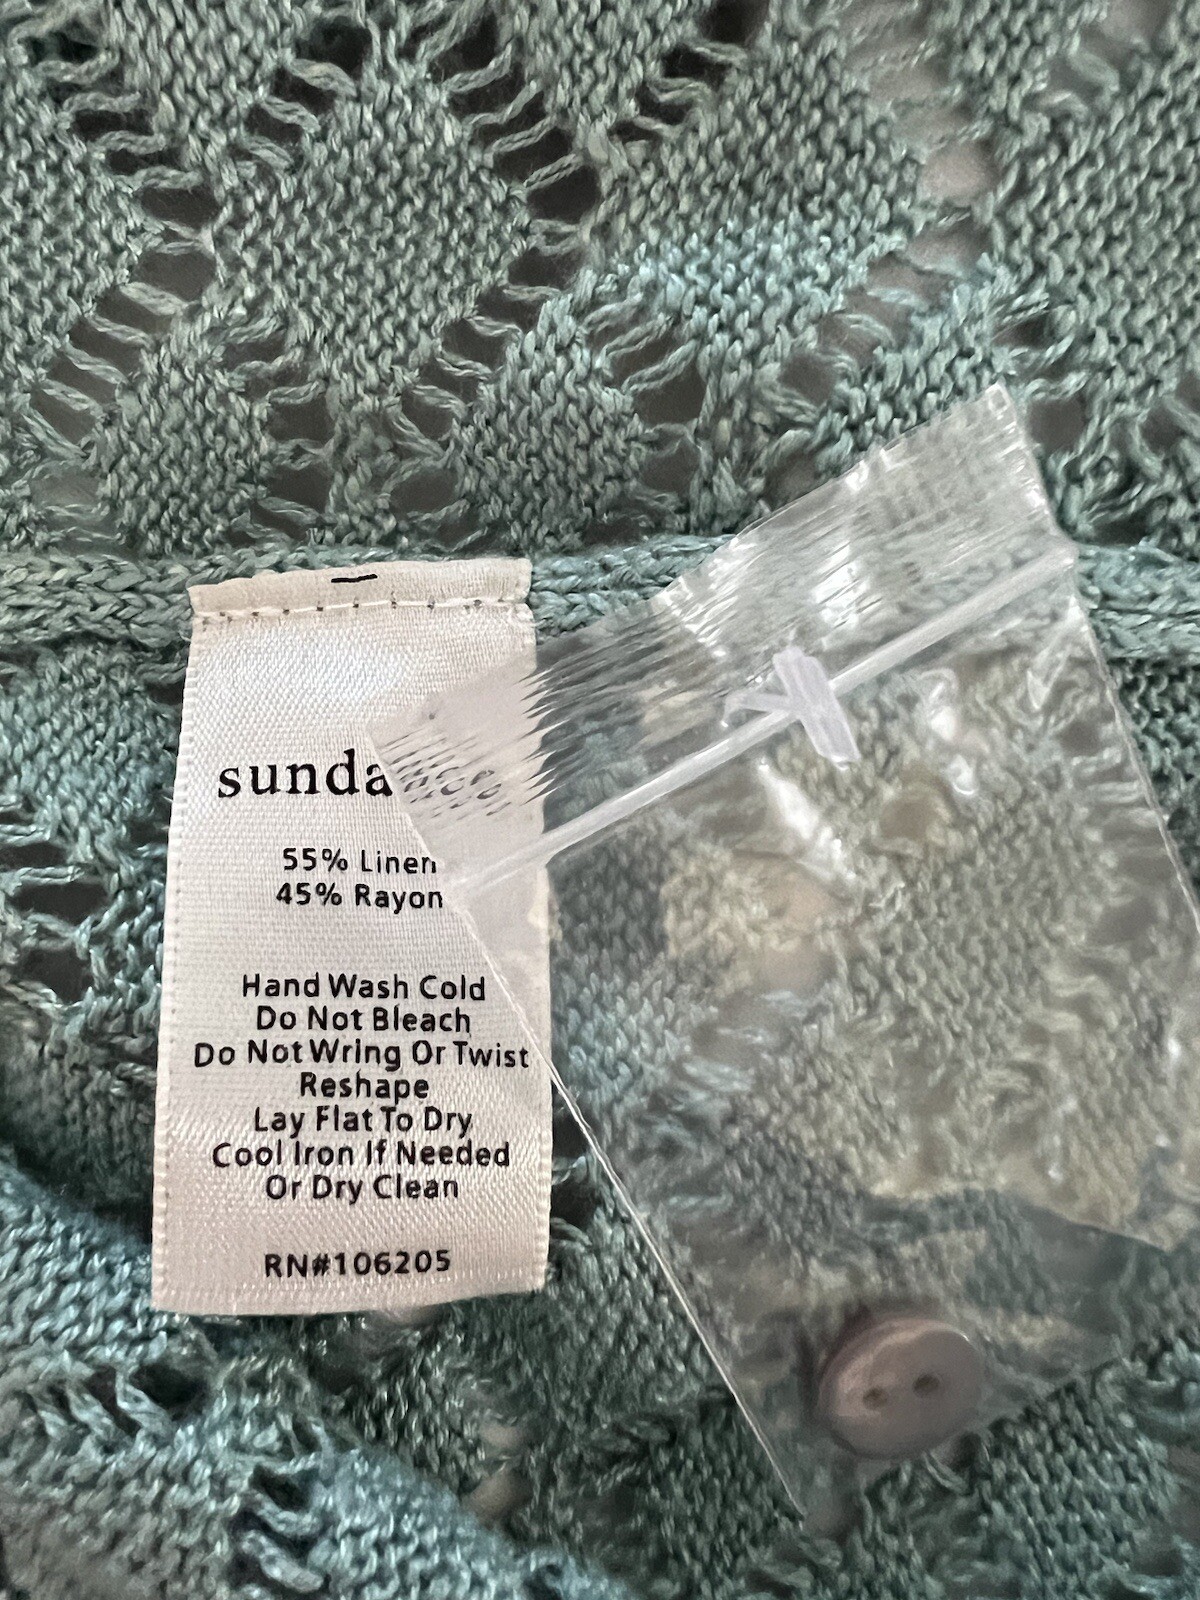 sundance
55% Linen
45% Rayon
Hand Wash Cold
Do Not Bleach
Do Not Wring Or Twist
Reshape
Lay Flat To Dry
Cool Iron If Needed
Or Dry Clean
RN#106205